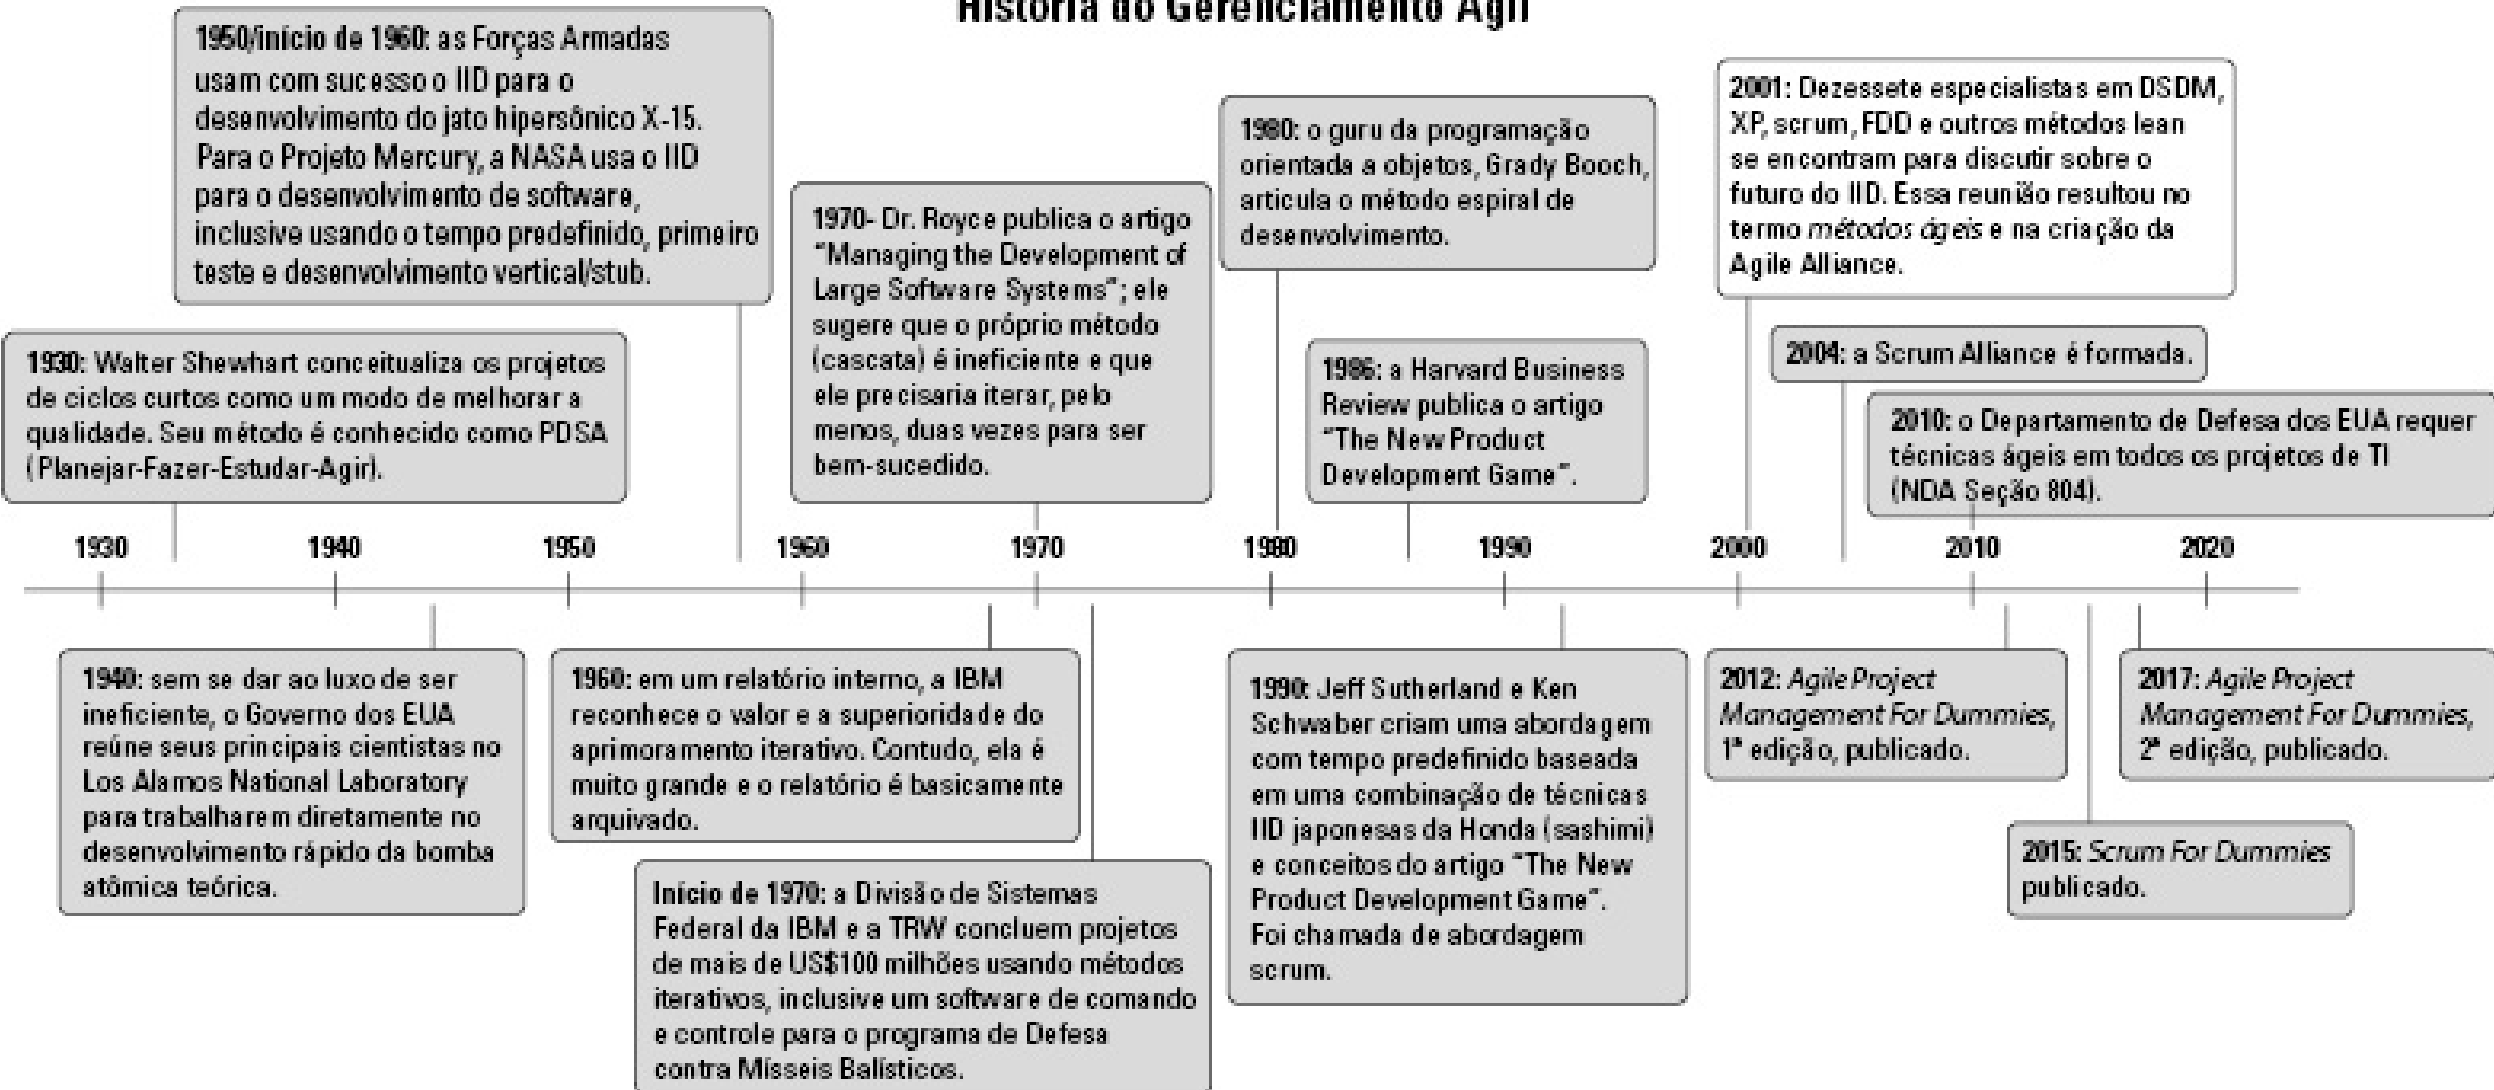 História do Gerenciamento Ágil
1950/início de 1960: as Forças Armadas
usam com sucesso o IID para o
desenvolvimento do jato hipersônico X-15.
Para o Projeto Mercury, a NASA usa o IID
para o desenvolvimento de software,
inclusive usando o tempo predefinido, primeiro
teste e desenvolvimento vertical/stub.
1930: Walter Shewhart conceitualiza os projetos
de ciclos curtos como um modo de melhorar a
qualidade. Seu método é conhecido como PDSA
(Planejar-Fazer-Estudar-Agir).
1970- Dr. Royce publica o artigo
"Managing the Development of
Large Software Systems"; ele
sugere que o próprio método
(cascata) é ineficiente e que
ele precisaria iterar, pelo
menos, duas vezes para ser
bem-sucedido.
1980: o guru da programação
orientada a objetos, Grady Booch,
articula o método espiral de
desenvolvimento.
1986: a Harvard Business
Review publica o artigo
"The New Product
Development Game".
2001: Dezessete especialistas em DSDM,
XP, scrum, FDD e outros métodos lean
se encontram para discutir sobre o
futuro do IID. Essa reunião resultou no
termo métodos ágeis e na criação da
Agile Alliance.
2004: a Scrum Alliance é formada.
2010: o Departamento de Defesa dos EUA requer
técnicas ágeis em todos os projetos de TI
(NDA Seção 804).
1930 1940 1950 1960 1970 1980 1990 2000 2010 2020
1940: sem se dar ao luxo de ser
ineficiente, o Governo dos EUA
reúne seus principais cientistas no
Los Alamos National Laboratory
para trabalharem diretamente no
desenvolvimento rápido da bomba
atômica teórica.
1960: em um relatório interno, a IBM
reconhece o valor e a superioridade do
aprimoramento iterativo. Contudo, ela é
muito grande e o relatório é basicamente
arquivado.
Início de 1970: a Divisão de Sistemas
Federal da IBM e a TRW concluem projetos
de mais de US$100 milhões usando métodos
iterativos, inclusive um software de comando
e controle para o programa de Defesa
contra Mísseis Balísticos.
1990: Jeff Sutherland e Ken
Schwaber criam uma abordagem
com tempo predefinido baseada
em uma combinação de técnicas
IID japonesas da Honda (sashimi)
e conceitos do artigo "The New
Product Development Game".
Foi chamada de abordagem
scrum.
2012: Agile Project
Management For Dummies,
1ª edição, publicado.
2017: Agile Project
Management For Dummies,
2ª edição, publicado.
2015: Scrum For Dummies
publicado.